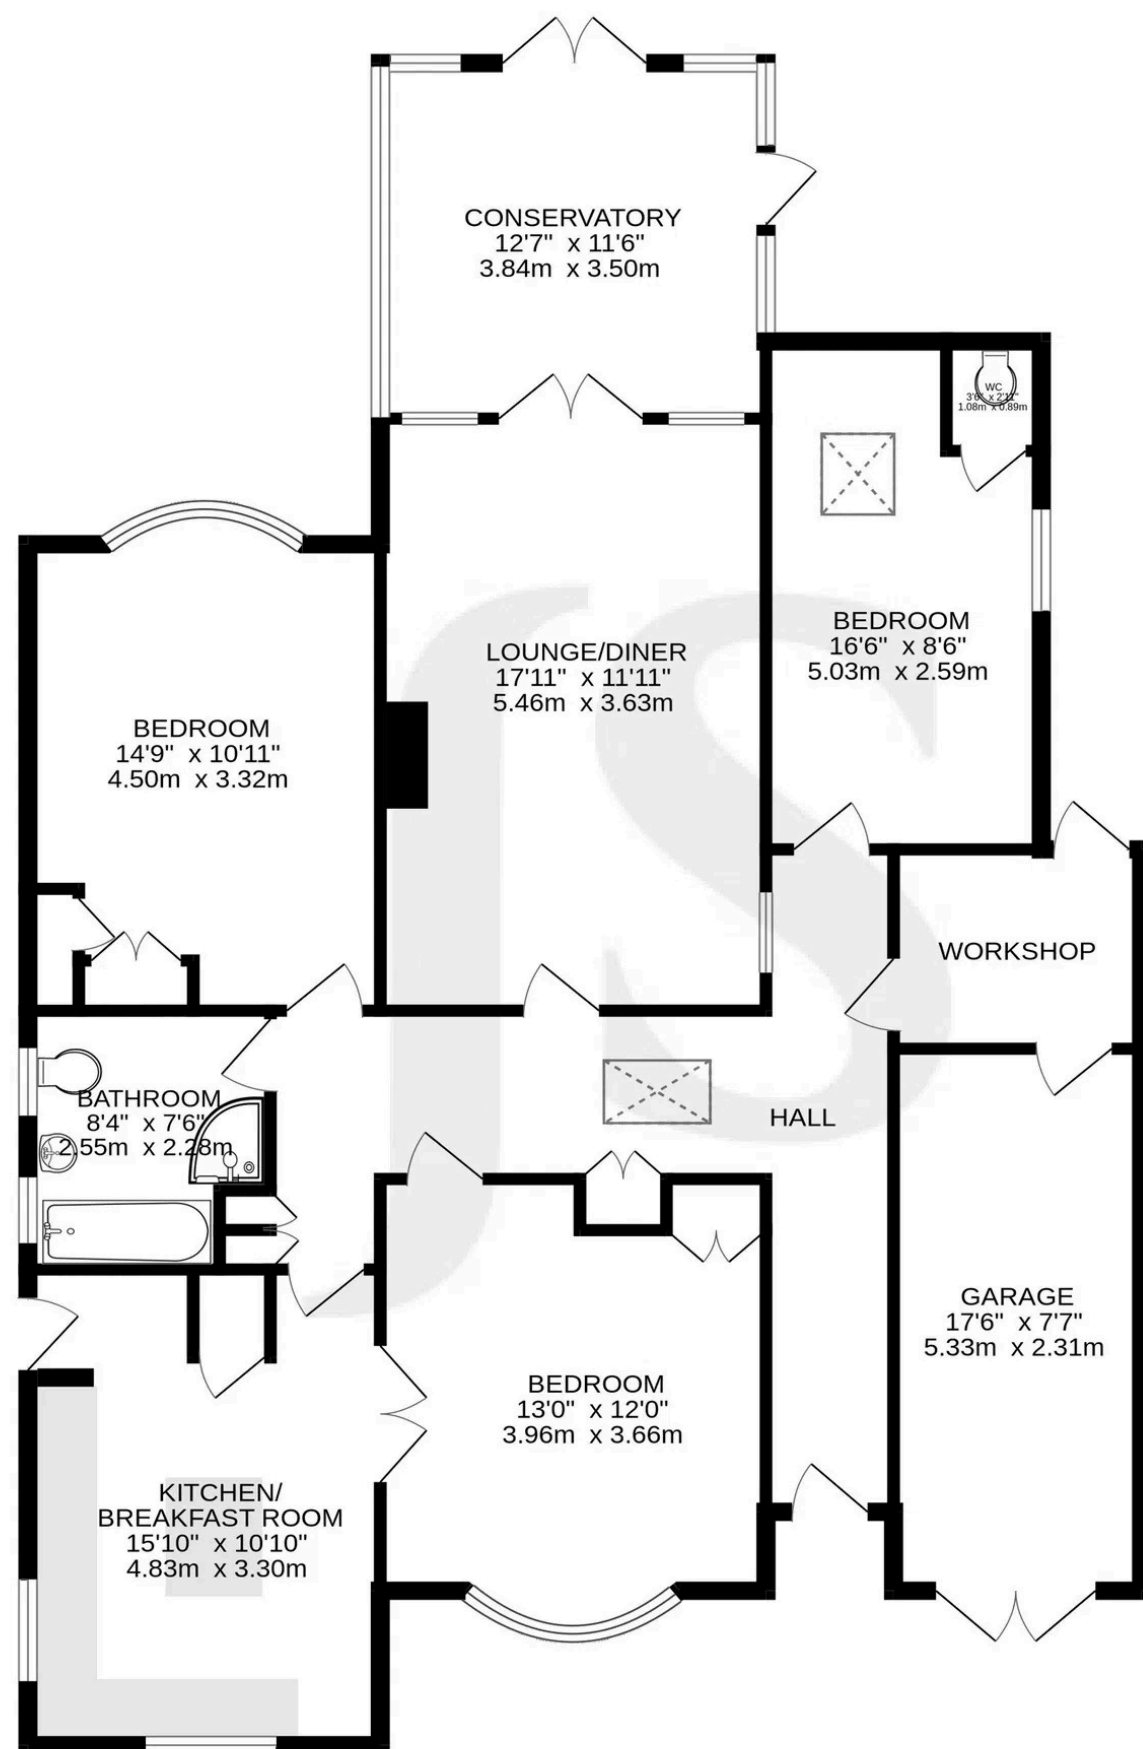 CONSERVATORY
12'7" x 11'6"
3.84m x 3.50m
WC
3'6" x 2'11"
1.08m x 0.89m
BEDROOM
16'6" x 8'6"
5.03m x 2.59m
LOUNGE/DINER
17'11" x 11'11"
5.46m x 3.63m
BEDROOM
14'9" x 10'11"
4.50m x 3.32m
WORKSHOP
BATHROOM
8'4" x 7'6"
2.55m x 2.28m
HALL
GARAGE
17'6" x 7'7"
5.33m x 2.31m
BEDROOM
13'0" x 12'0"
3.96m x 3.66m
KITCHEN/
BREAKFAST ROOM
15'10" x 10'10"
4.83m x 3.30m
JS